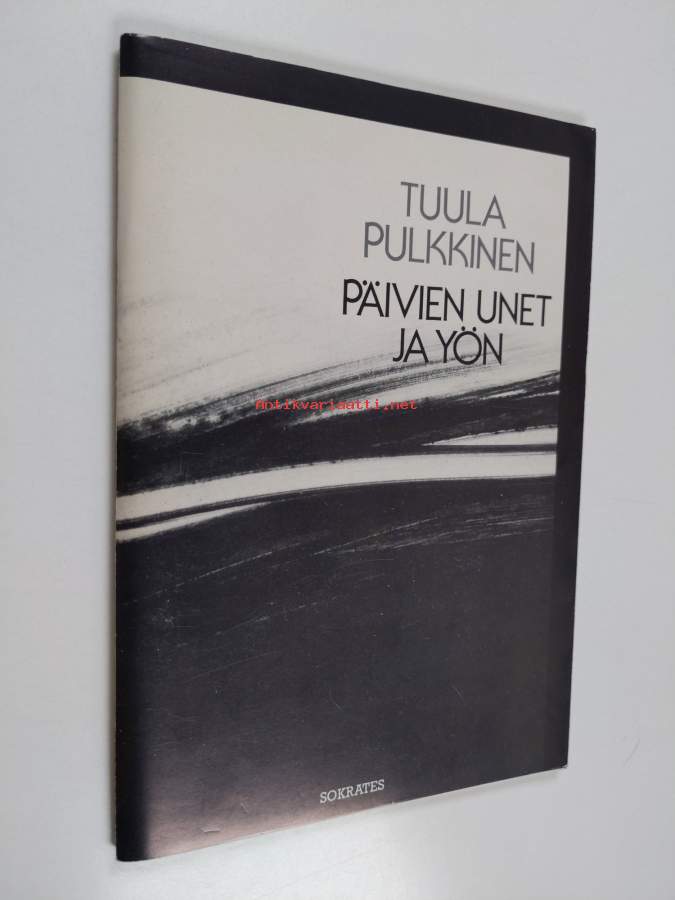 TUULA
PULKKINEN
PÄIVIEN UNET
JA YÖN
Antikvariaatti.net
SOKRATES